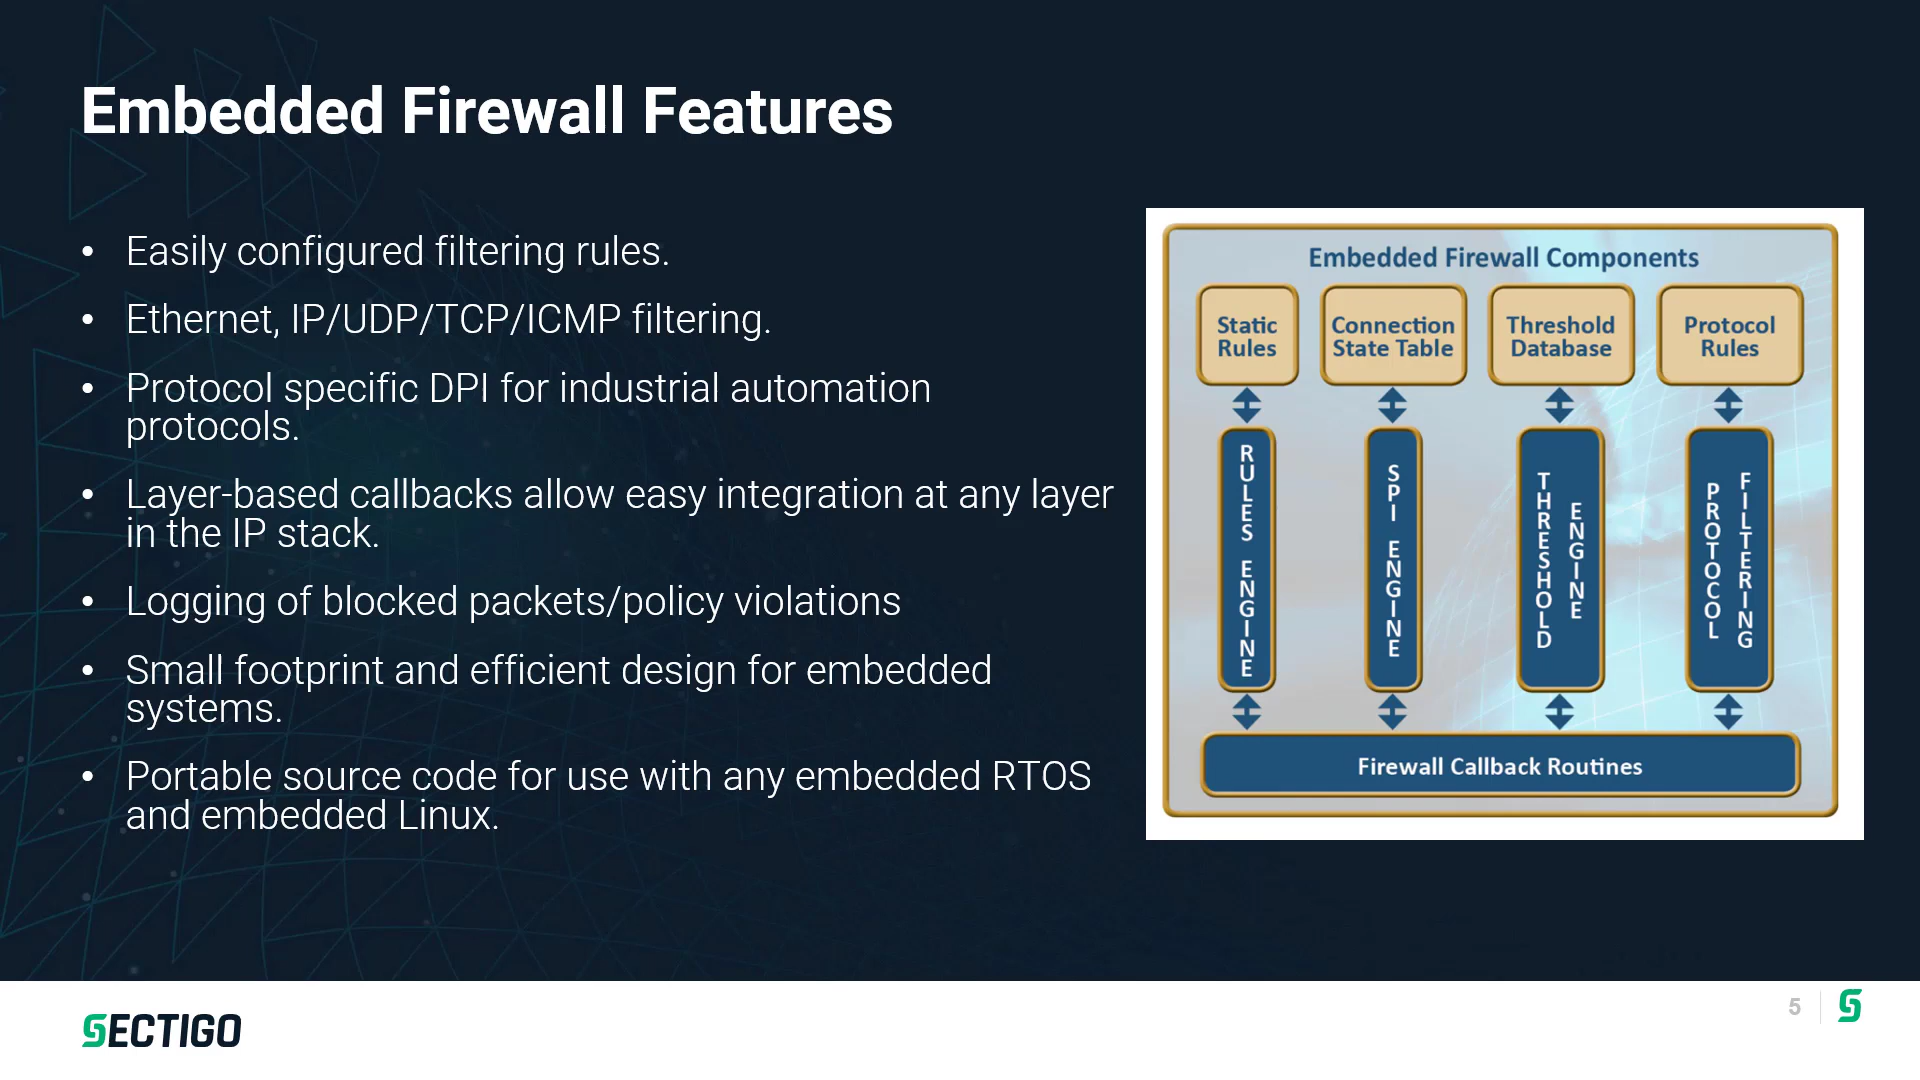 Embedded Firewall Features
• Easily configured filtering rules.
• Ethernet, IP/UDP/TCP/ICMP filtering.
• Protocol specific DPI for industrial automation
protocols.
• Layer-based callbacks allow easy integration at any layer
in the IP stack.
• Logging of blocked packets/policy violations
• Small footprint and efficient design for embedded
systems.
• Portable source code for use with any embedded RTOS
and embedded Linux.
Embedded Firewall Components
Static
Rules
Connection
State Table
Threshold
Database
Protocol
Rules
RULES ENGINE
SPI ENGINE
THRESHOLD
ENGINE
PROTOCOL
FILTERING
Firewall Callback Routines
SECTIGO
5
S